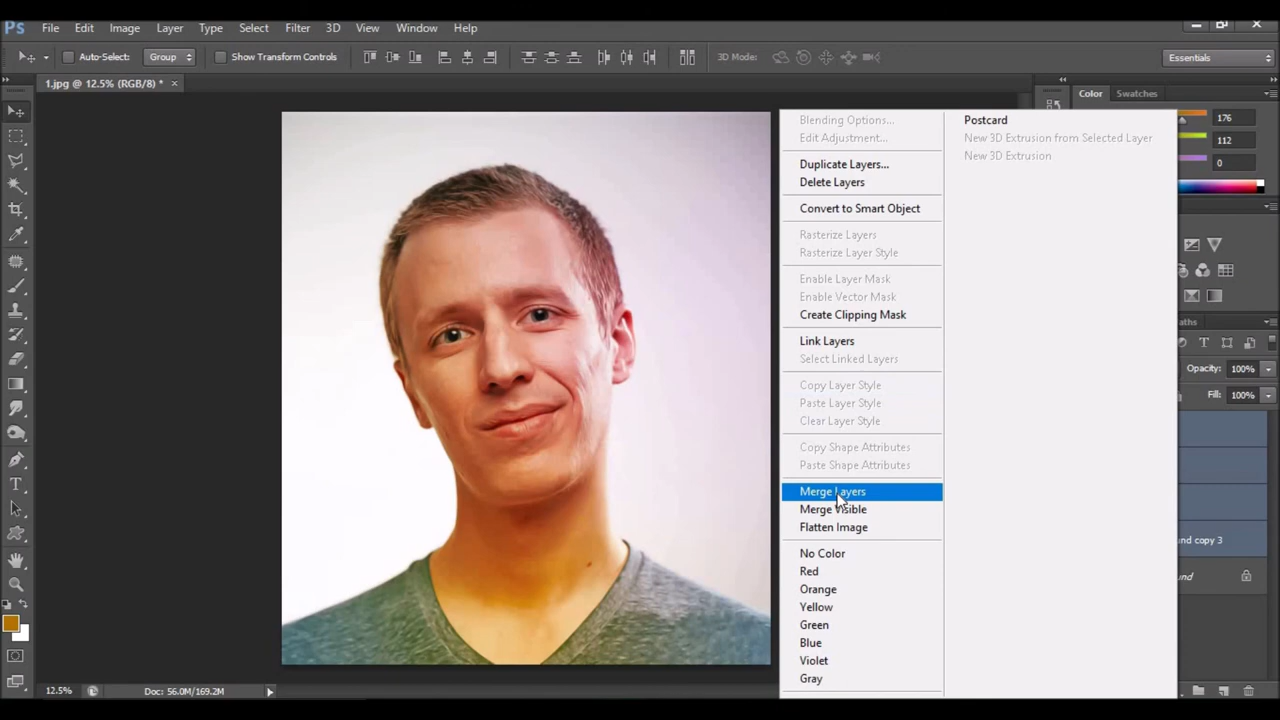 Ps File Edit Image Layer Type Select Filter 3D View Window Help
Auto-Select: Group Show Transform Controls 3D Mode: Essentials
1.jpg @ 12.5% (RGB/8) *
Color Swatches
176
112
0
Blending Options...
Edit Adjustment...
Duplicate Layers...
Delete Layers
Convert to Smart Object
Rasterize Layers
Rasterize Layer Style
Enable Layer Mask
Enable Vector Mask
Create Clipping Mask
Link Layers
Select Linked Layers
Copy Layer Style
Paste Layer Style
Clear Layer Style
Copy Shape Attributes
Paste Shape Attributes
Merge Layers
Merge Visible
Flatten Image
No Color
Red
Orange
Yellow
Green
Blue
Violet
Gray
Postcard
New 3D Extrusion from Selected Layer
New 3D Extrusion
aths
Opacity: 100%
Fill: 100%
und copy 3
und
12.5% Doc: 56.0M/169.2M